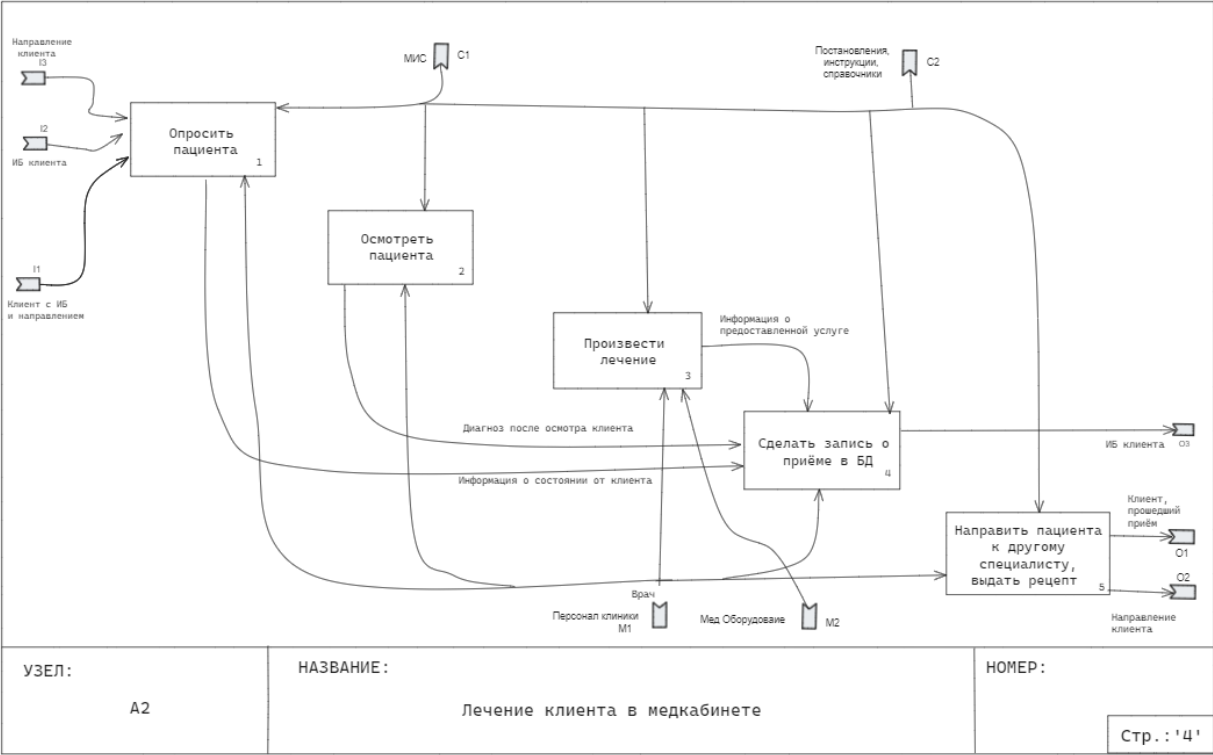 Направление
клиента
I3
I2
ИБ клиента
I1
Клиент с ИБ
и направлением
МИС
C1
Постановления,
инструкции,
справочники
C2
Опросить
пациента
1
Осмотреть
пациента
2
Произвести
лечение
3
Информация о
предоставленной услуге
Диагноз после осмотра клиента
Информация о состоянии от клиента
Сделать запись о
приёме в БД
4
ИБ клиента
O3
Клиент,
прошедший
приём
O1
Направить пациента
к другому
специалисту,
выдать рецепт
5
O2
Направление
клиента
Врач
Персонал клиники
M1
Мед Оборудоваие
M2
УЗЕЛ:
А2
НАЗВАНИЕ:
Лечение клиента в медкабинете
НОМЕР:
Стр.:'4'